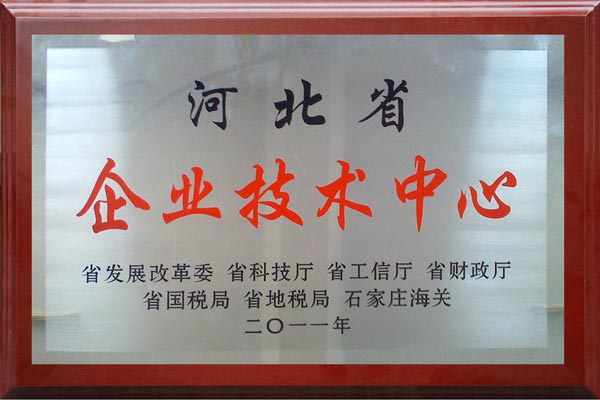 河北省
企业技术中心
省发展改革委 省科技厅 省工信厅 省财政厅
省国税局 省地税局 石家庄海关
二〇一一年